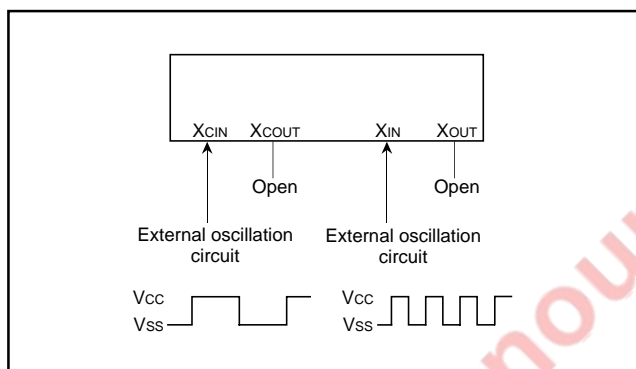 XCIN XCOUT XIN XOUT
Open Open
External oscillation circuit
External oscillation circuit
VCC
VSS
VCC
VSS